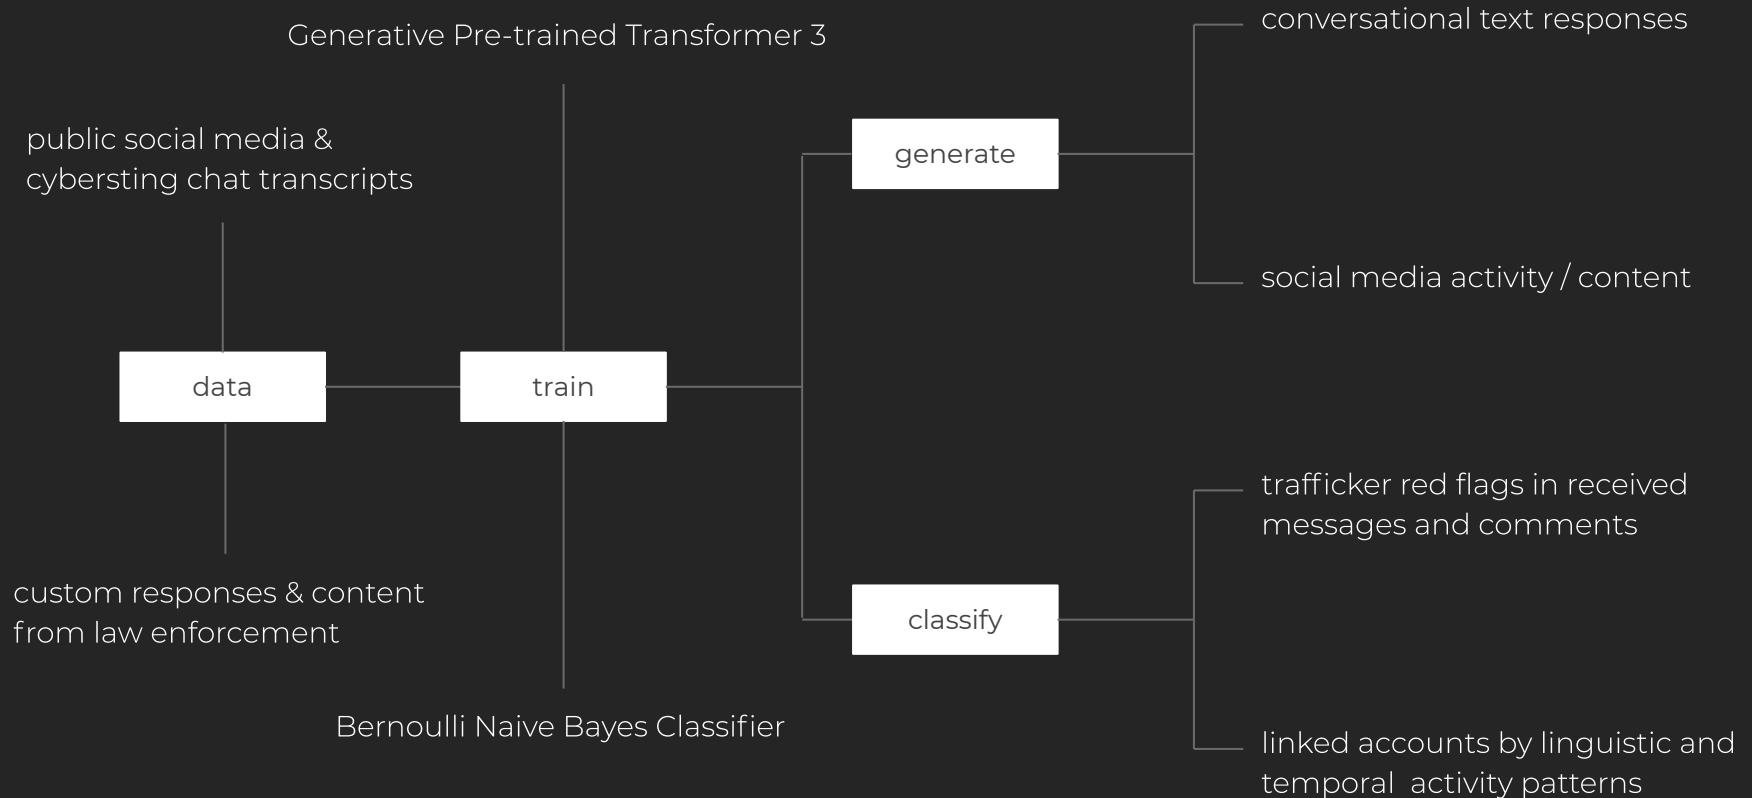 Generative Pre-trained Transformer 3
public social media &
cybersting chat transcripts
data
custom responses & content
from law enforcement
train
Bernoulli Naive Bayes Classifier
generate
conversational text responses
social media activity / content
classify
trafficker red flags in received
messages and comments
linked accounts by linguistic and
temporal activity patterns